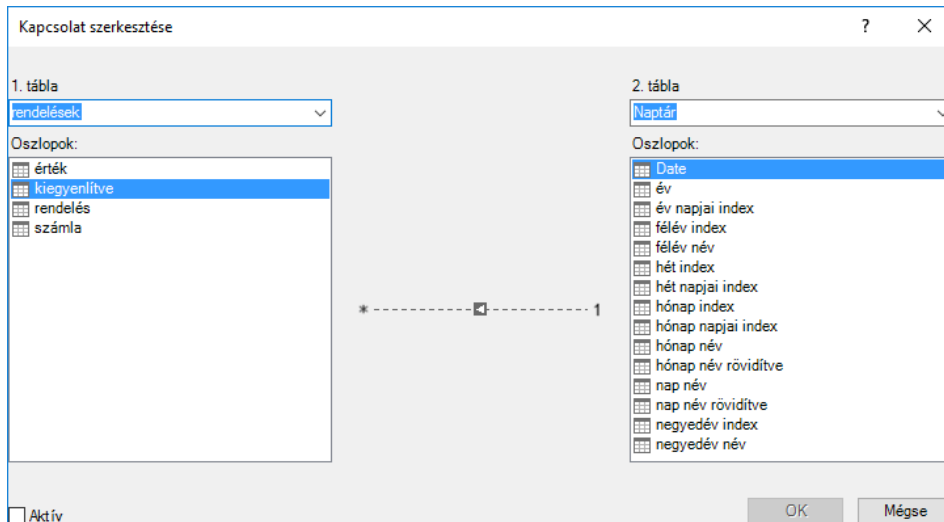 Kapcsolat szerkesztése
?
1. tábla
rendelések
Oszlopok:
érték
kiegyenlítve
rendelés
számla
* 1
2. tábla
Naptár
Oszlopok:
Date
év
év napjai index
félév index
félév név
hét index
hét napjai index
hónap index
hónap napjai index
hónap név
hónap név rövidítve
nap név
nap név rövidítve
negyedév index
negyedév név
Aktív
OK
Mégse